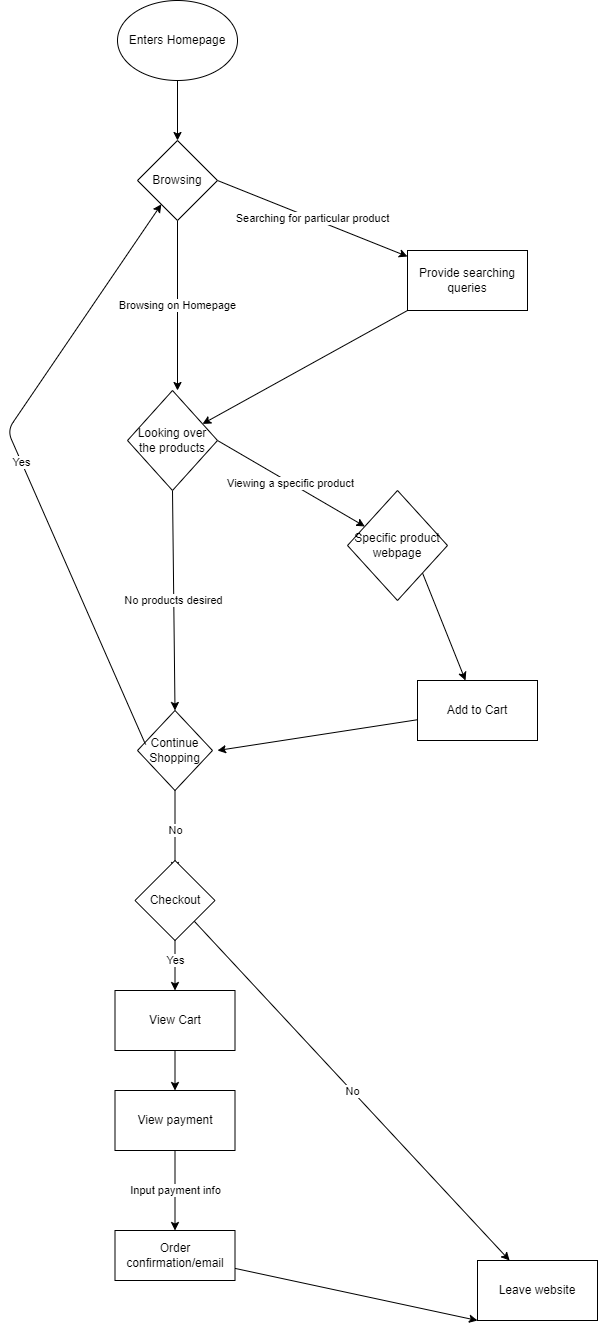 Enters Homepage
Browsing
Searching for particular product
Provide searching
queries
Browsing on Homepage
Looking over
the products
Yes
Viewing a specific product
Specific product
webpage
No products desired
Add to Cart
Continue
Shopping
No
Checkout
Yes
View Cart
No
View payment
Input payment info
Order
confirmation/email
Leave website